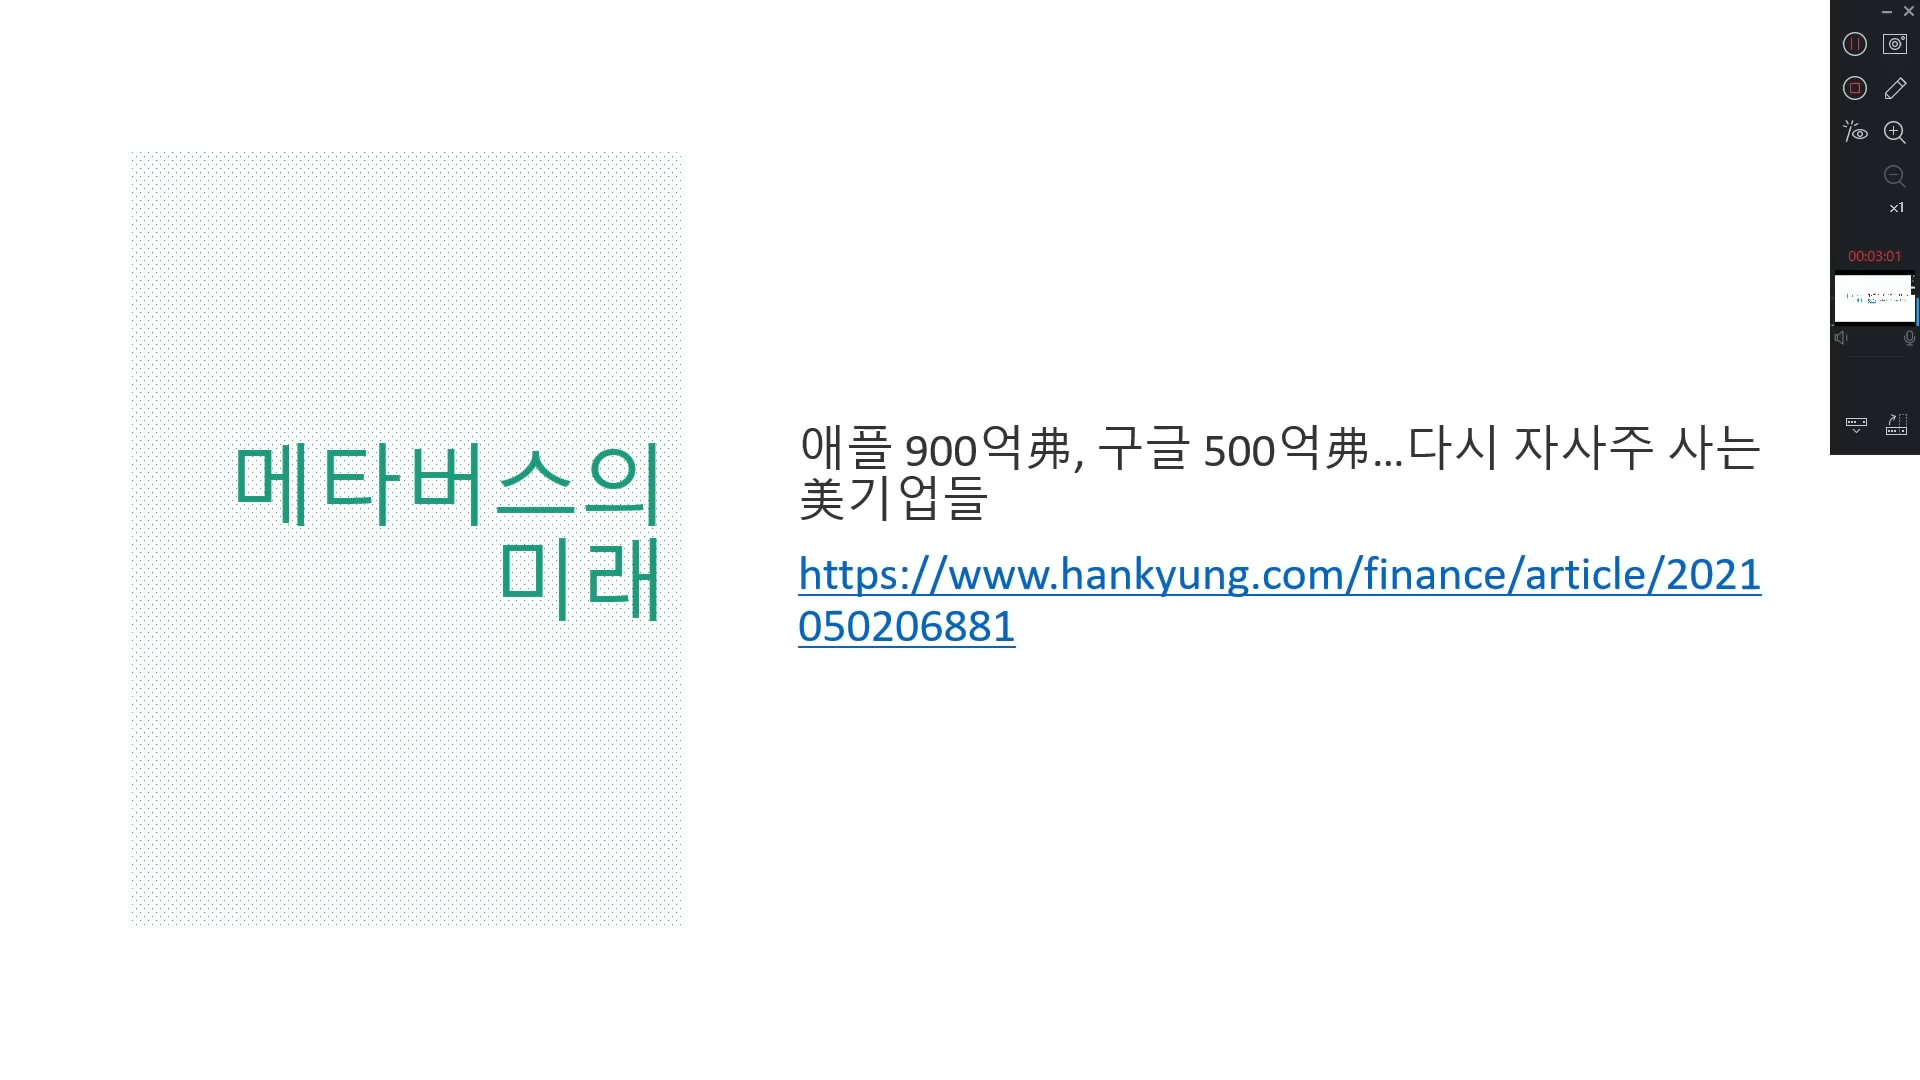 메타버스의
미래
애플 900억弗, 구글 500억弗...다시 자사주 사는
美기업들
https://www.hankyung.com/finance/article/2021
050206881
x1
00:03:01